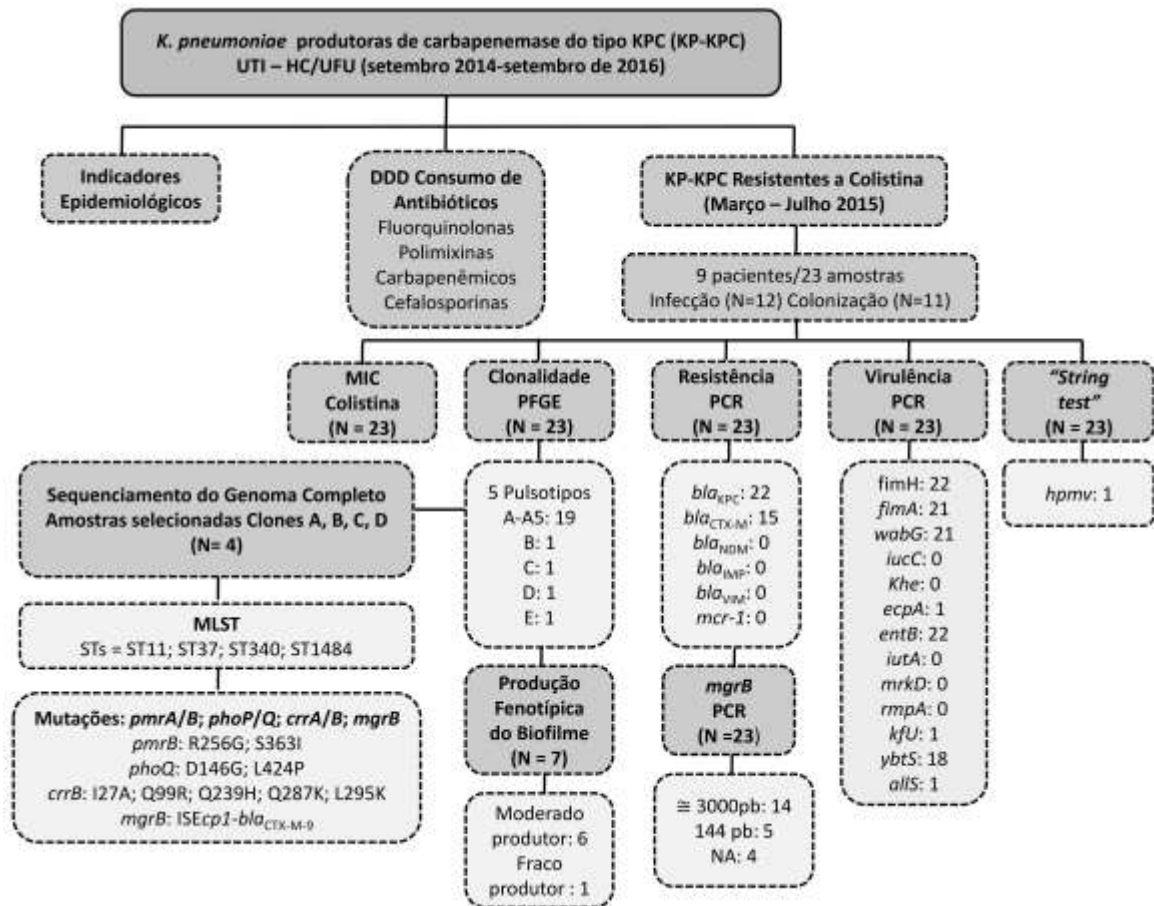 K. pneumoniae produtoras de carbapenemase do tipo KPC (KP-KPC)
UTI – HC/UFU (setembro 2014-setembro de 2016)
Indicadores
Epidemiológicos
DDD Consumo de
Antibióticos
Fluorquinolonas
Polimixinas
Carbapenêmicos
Cefalosporinas
KP-KPC Resistentes a Colistina
(Março – Julho 2015)
9 pacientes/23 amostras
Infecção (N=12) Colonização (N=11)
MIC
Colistina
(N = 23)
Clonalidade
PFGE
(N = 23)
Resistência
PCR
(N = 23)
Virulência
PCR
(N = 23)
“String
test”
(N = 23)
Sequenciamento do Genoma Completo
Amostras selecionadas Clones A, B, C, D
(N= 4)
5 Pulsotipos
A-A5: 19
B: 1
C: 1
D: 1
E: 1
blaKPC: 22
blaCTX-M: 15
blaNDM: 0
blaIMP: 0
blaVIM: 0
mcr-1: 0
fimH: 22
fimA: 21
wabG: 21
iucC: 0
Khe: 0
ecpA: 1
entB: 22
iutA: 0
mrkD: 0
rmpA: 0
kfU: 1
ybtS: 18
allS: 1
hpmv: 1
MLST
STs = ST11; ST37; ST340; ST1484
Mutações: pmrA/B; phoP/Q; crrA/B; mgrB
pmrB: R256G; S363I
phoQ: D146G; L424P
crrB: I27A; Q99R; Q239H; Q287K; L295K
mgrB: ISEcp1-blaCTX-M-9
Produção
Fenotípica
do Biofilme
(N = 7)
Moderado
produtor: 6
Fraco
produtor : 1
mgrB
PCR
(N =23)
≅ 3000pb: 14
144 pb: 5
NA: 4